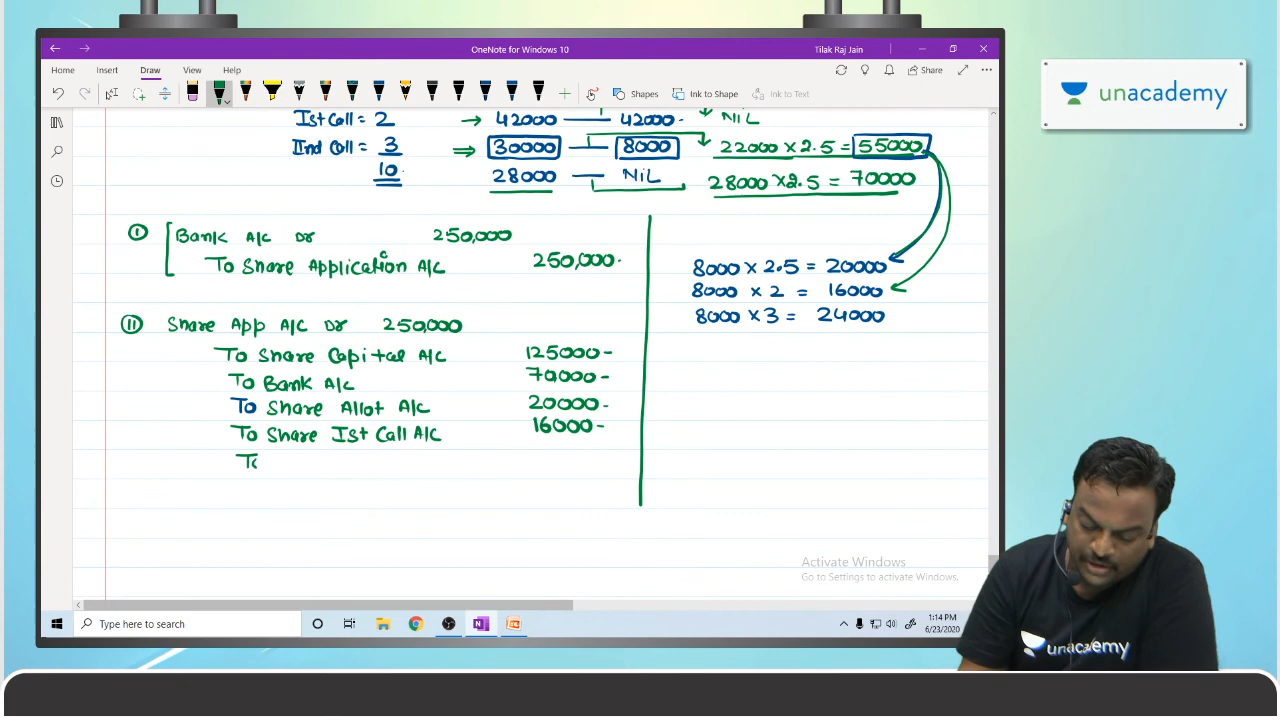 OneNote for Windows 10
Tilak Raj Jain
Home Insert Draw View Help
Share
Shapes Ink to Shape Ink to Text
unacademy
Ist Call = 2 → 42000 — 42000 NIL
IInd Call = 3 ⇒ 30000 — 8000 22000 × 2.5 = 55000
10 28000 — NIL 28000 × 2.5 = 70000
I Bank A/C Dr 250,000
To Share Application A/C 250,000
8000 × 2.5 = 20000
8000 × 2 = 16000
8000 × 3 = 24000
II Share App A/C Dr 250,000
To Share Capital A/C 125000-
To Bank A/C 70000-
To Share Allot A/C 20000-
To Share Ist Call A/C 16000-
To
Activate Windows
Go to Settings to activate Windows.
Type here to search
1:14 PM
6/23/2020
unacademy